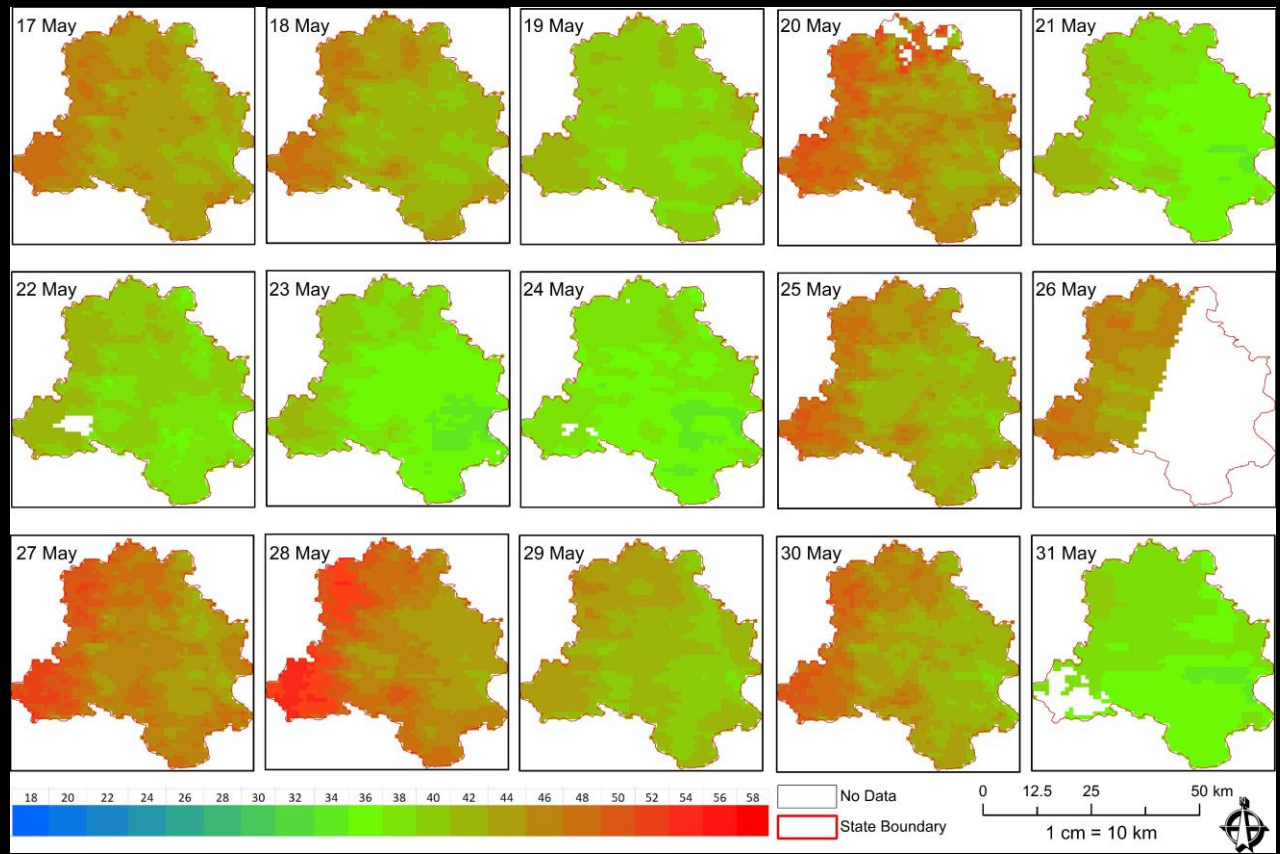 17 May
18 May
19 May
20 May
21 May
22 May
23 May
24 May
25 May
26 May
27 May
28 May
29 May
30 May
31 May
18 20 22 24 26 30 32 34 36 38 40 42 44 46 48 50 52 54 56 58
No Data
State Boundary
0 12.5 25 50 km
1 cm = 10 km
N